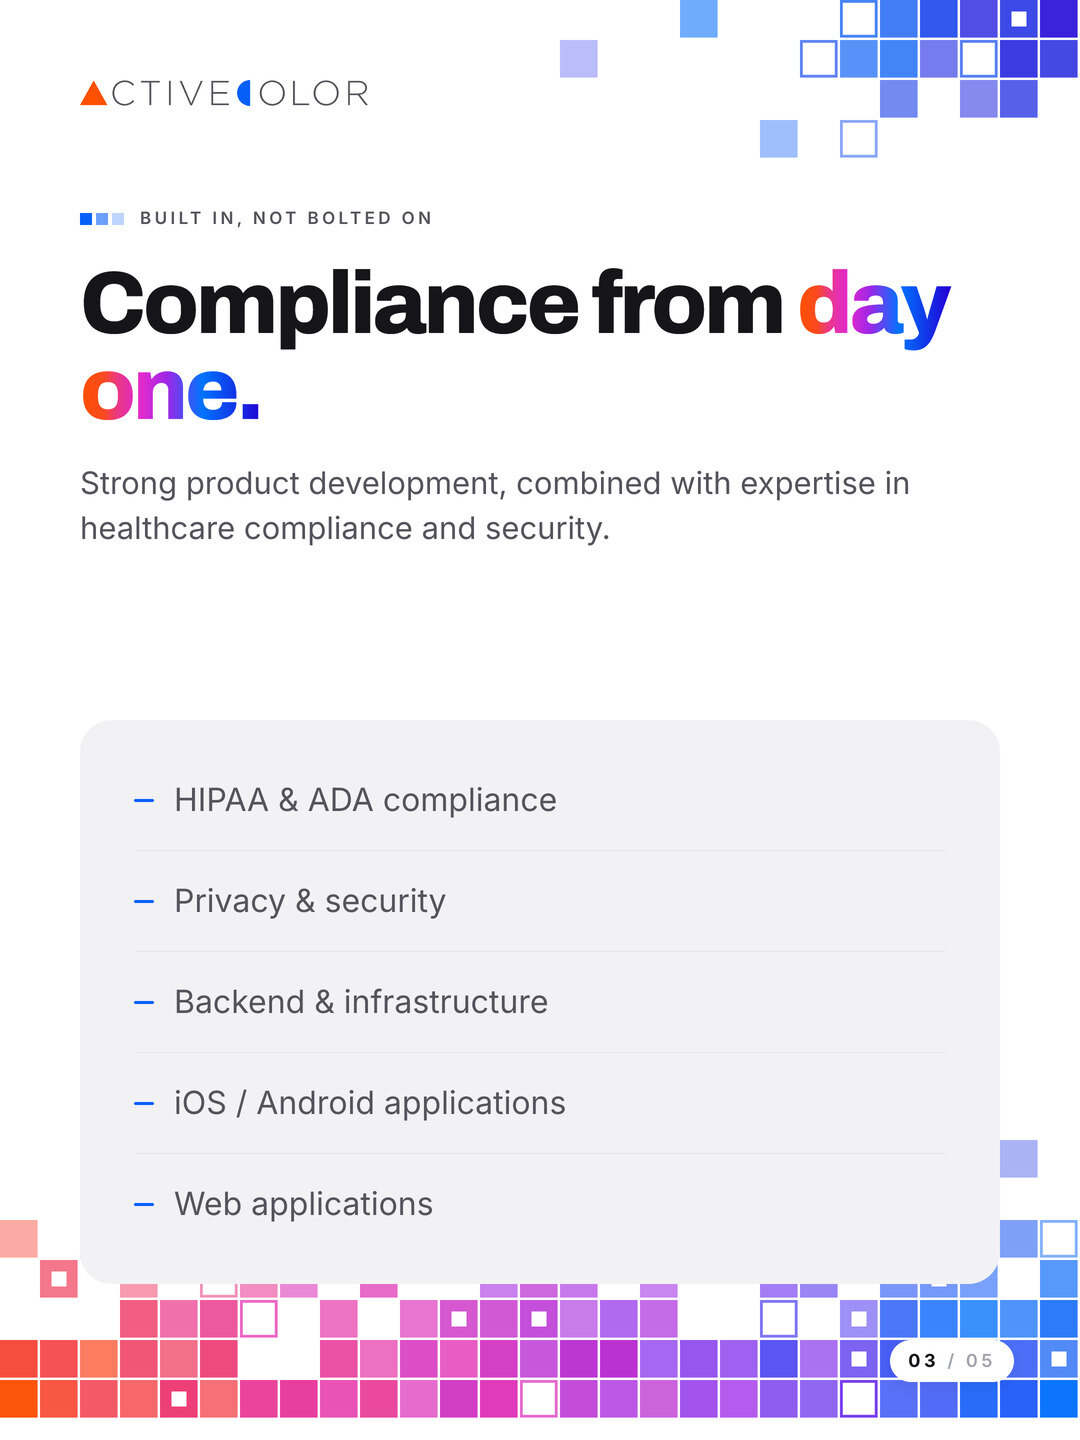 ACTIVECOLOR
BUILT IN, NOT BOLTED ON
Compliance from day
one.
Strong product development, combined with expertise in
healthcare compliance and security.
– HIPAA & ADA compliance
– Privacy & security
– Backend & infrastructure
– iOS / Android applications
– Web applications
03 / 05